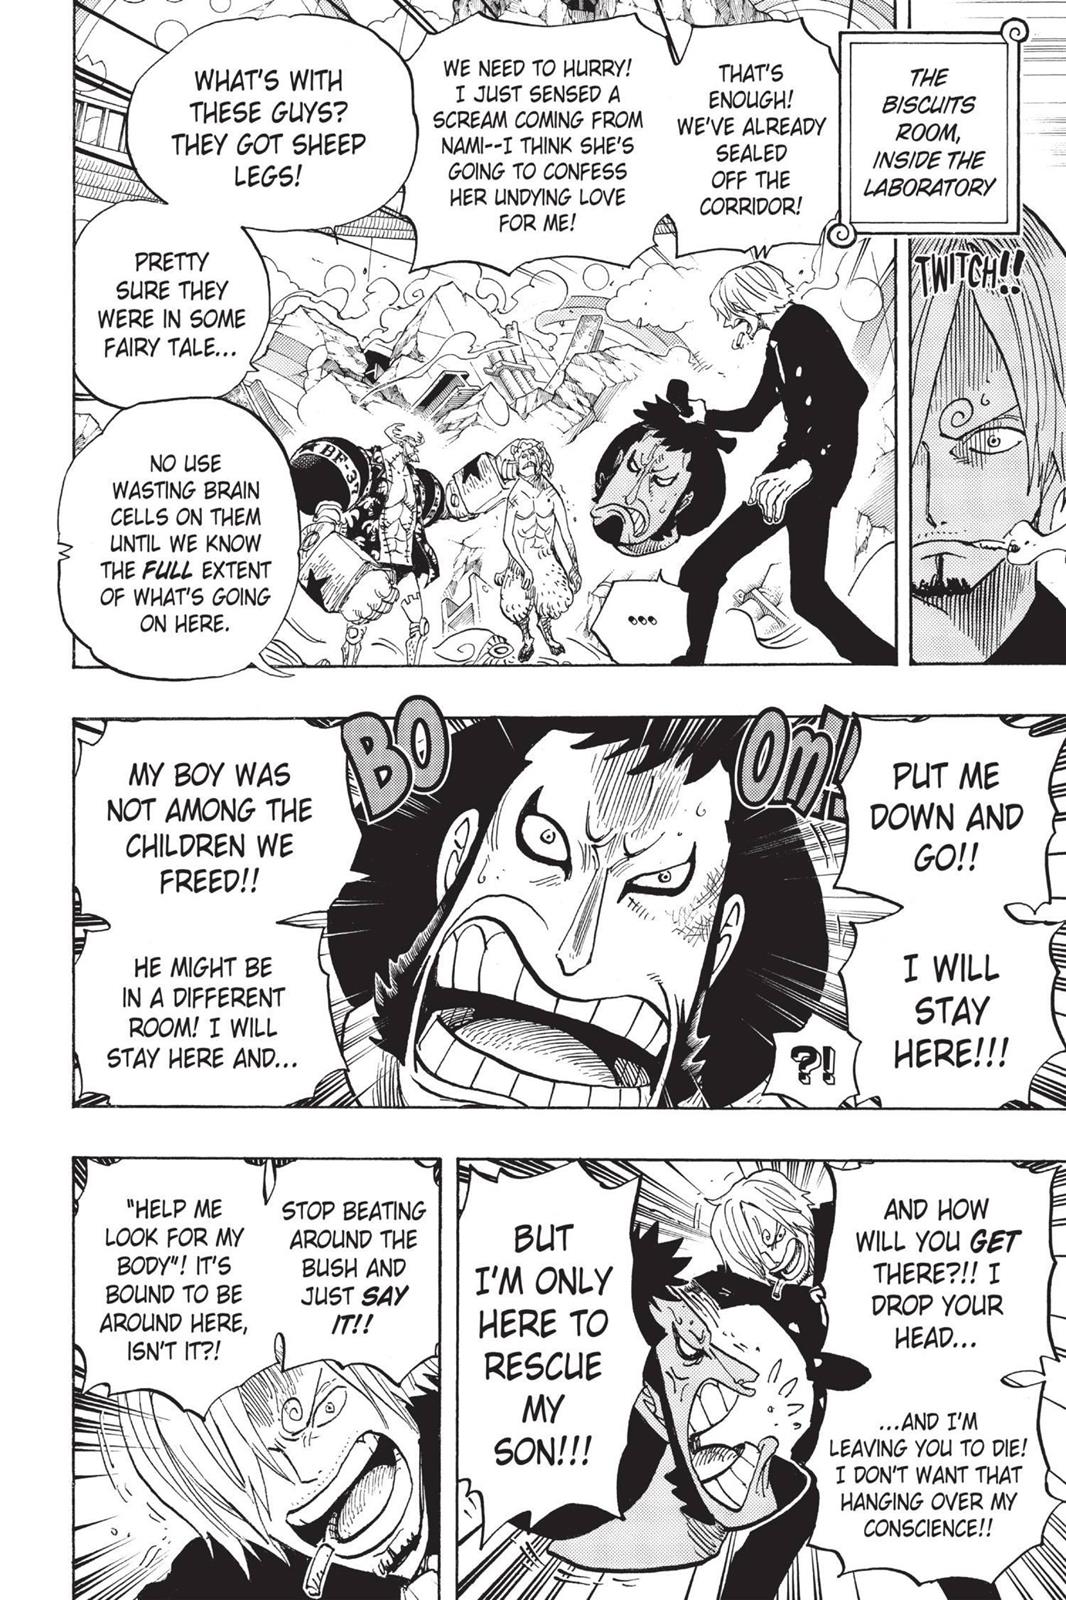 THE
BISCUITS
ROOM,
INSIDE THE
LABORATORY
TWITCH!!
THAT'S
ENOUGH!
WE'VE ALREADY
SEALED
OFF THE
CORRIDOR!
WE NEED TO HURRY!
I JUST SENSED A
SCREAM COMING FROM
NAMI--I THINK SHE'S
GOING TO CONFESS
HER UNDYING LOVE
FOR ME!
WHAT'S WITH
THESE GUYS?
THEY GOT SHEEP
LEGS!
PRETTY
SURE THEY
WERE IN SOME
FAIRY TALE...
NO USE
WASTING BRAIN
CELLS ON THEM
UNTIL WE KNOW
THE FULL EXTENT
OF WHAT'S GOING
ON HERE.
BF-37
...
PUT ME
DOWN AND
GO!!
I WILL
STAY
HERE!!!
?!
BOOM!!
MY BOY WAS
NOT AMONG THE
CHILDREN WE
FREED!!
HE MIGHT BE
IN A DIFFERENT
ROOM! I WILL
STAY HERE AND...
AND HOW
WILL YOU GET
THERE?!! I
DROP YOUR
HEAD...
...AND I'M
LEAVING YOU TO DIE!
I DON'T WANT THAT
HANGING OVER MY
CONSCIENCE!!
BUT
I'M ONLY
HERE TO
RESCUE
MY
SON!!!
STOP BEATING
AROUND THE
BUSH AND
JUST SAY
IT!!
"HELP ME
LOOK FOR MY
BODY"! IT'S
BOUND TO BE
AROUND HERE,
ISN'T IT?!